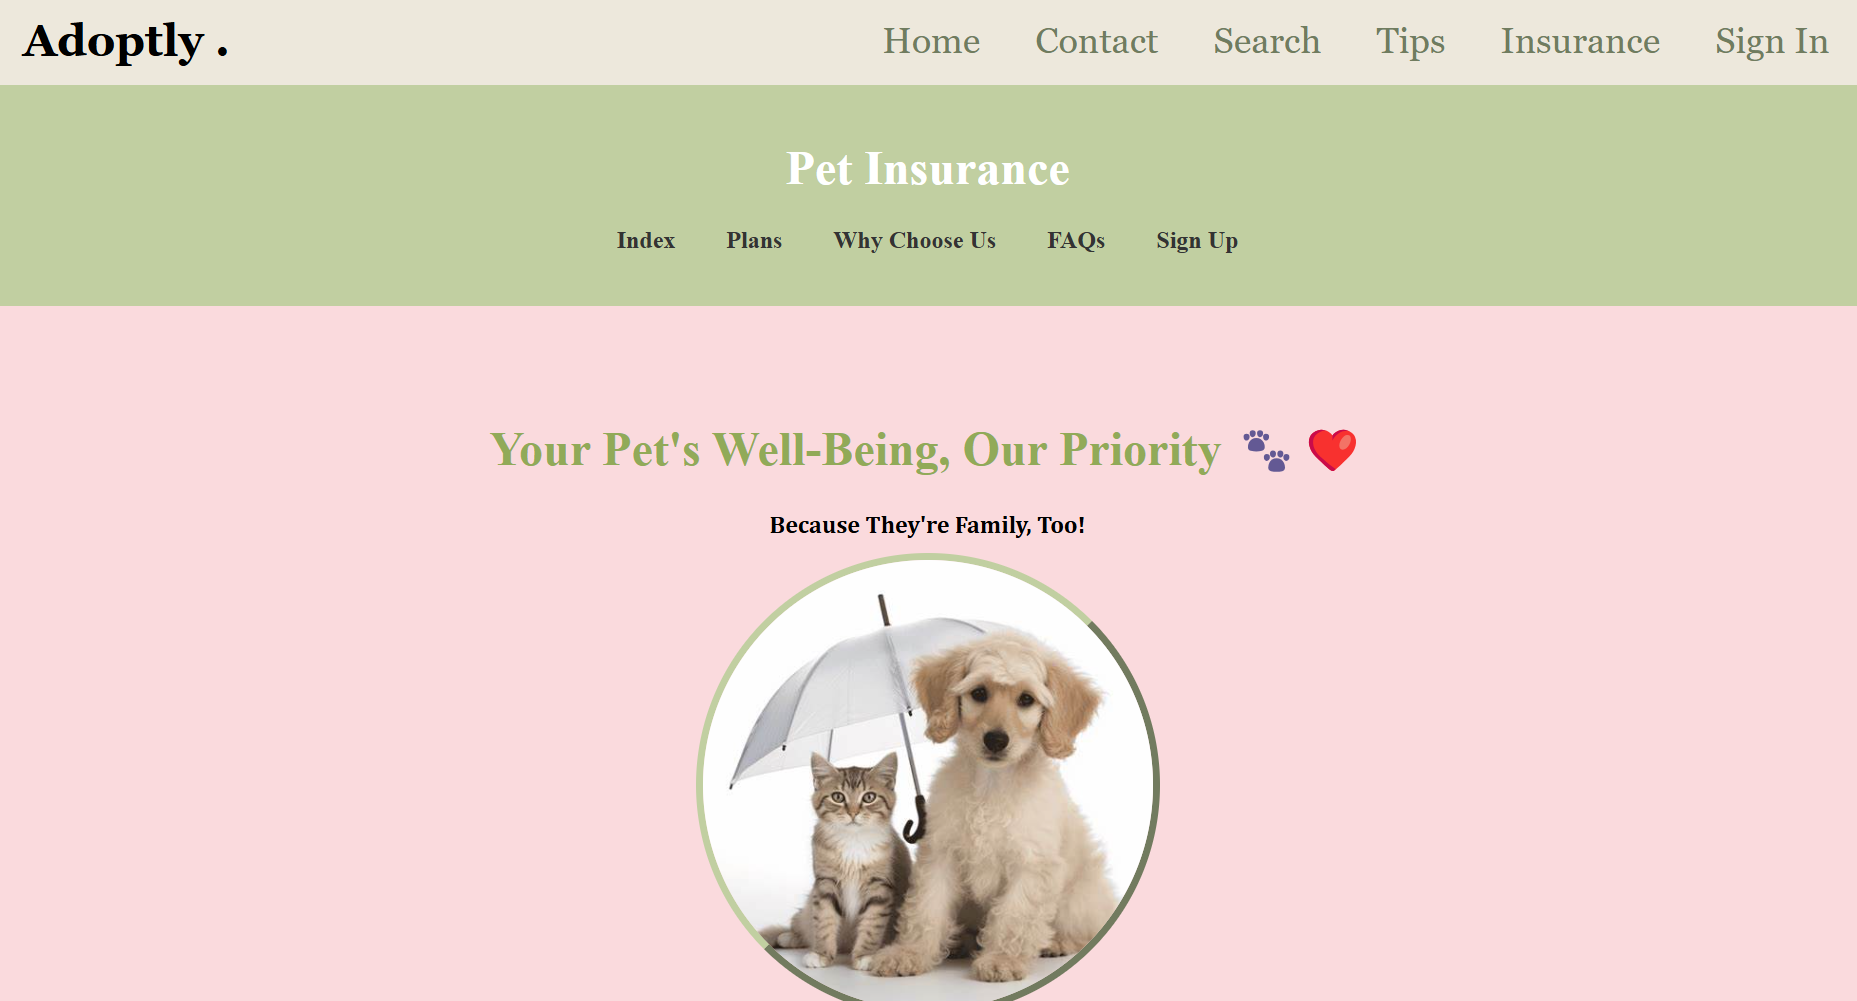 Adoptly .
Home Contact Search Tips Insurance Sign In
Pet Insurance
Index Plans Why Choose Us FAQs Sign Up
Your Pet's Well-Being, Our Priority 🐾 ❤️
Because They're Family, Too!